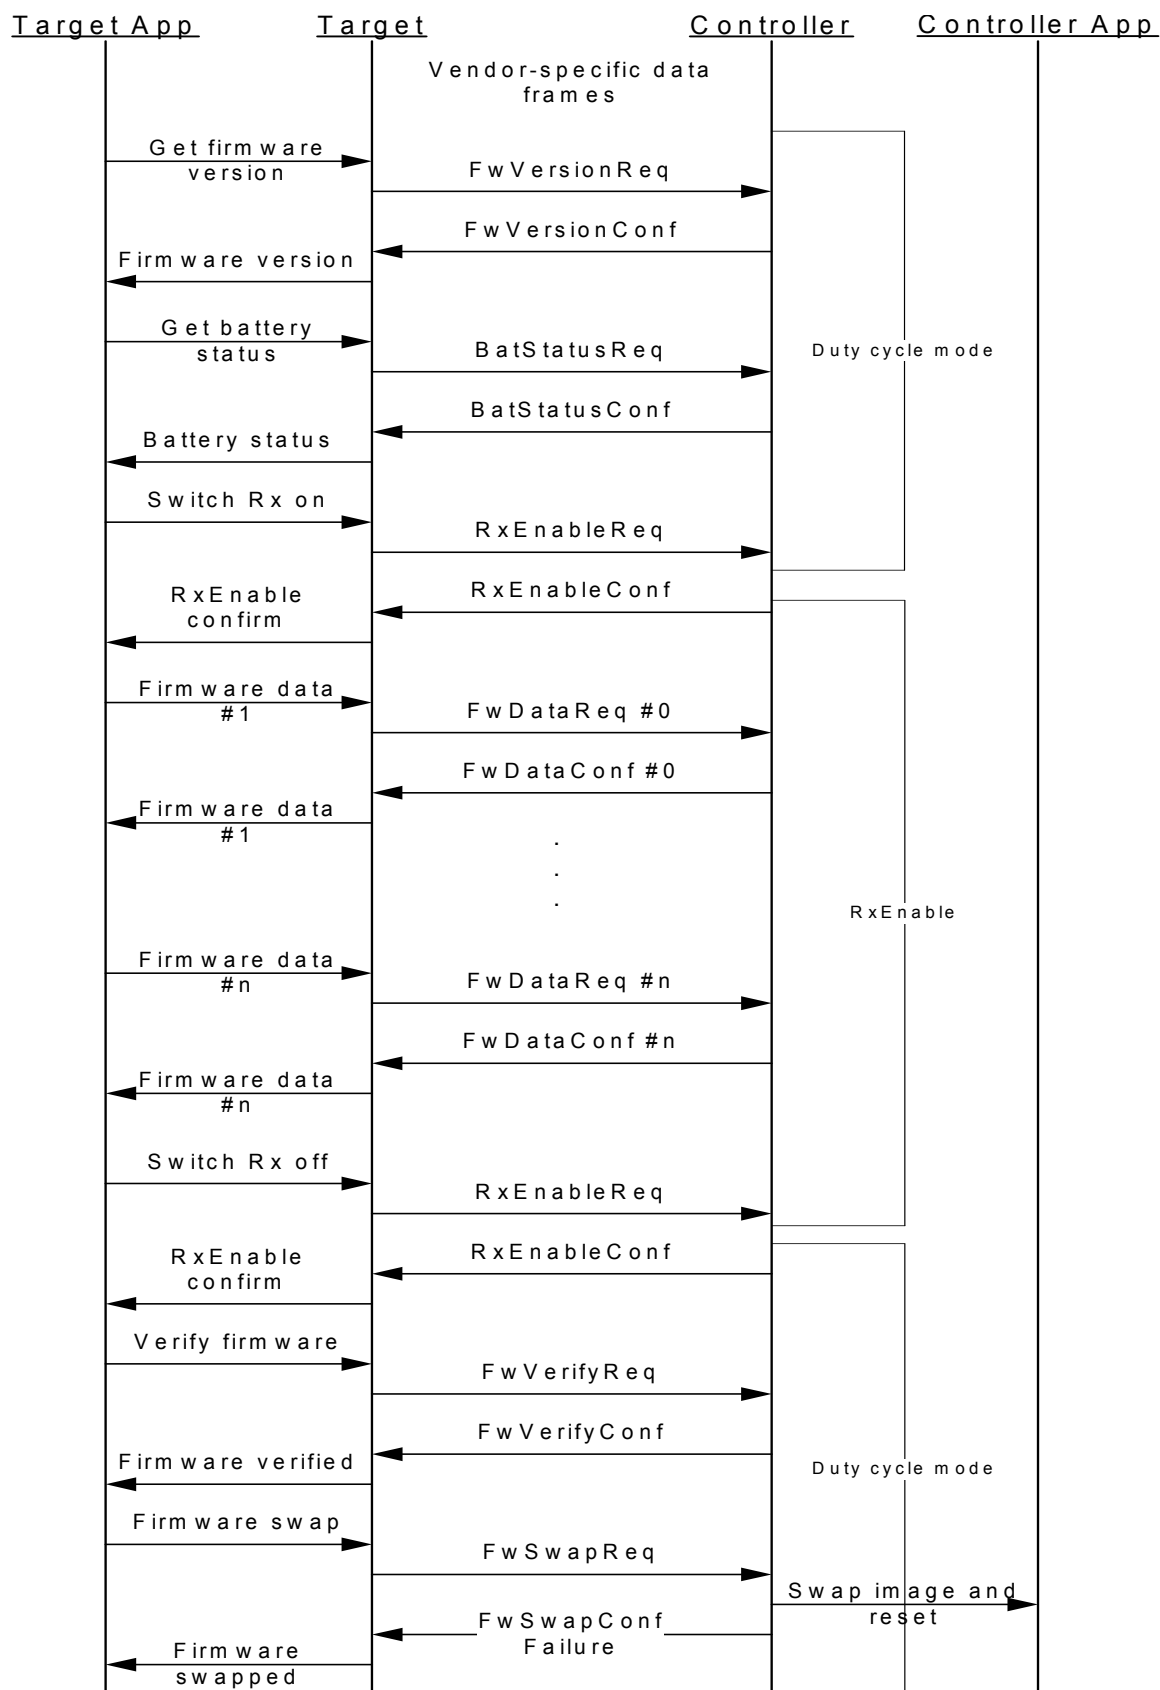 Target App Target Controller Controller App
Vendor-specific data
frames
Get firmware
version
FwVersionReq
FwVersionConf
Firmware version
Get battery
status
BatStatusReq
Duty cycle mode
BatStatusConf
Battery status
Switch Rx on
RxEnableReq
RxEnableConf
RxEnable
confirm
Firmware data
#1
FwDataReq #0
FwDataConf #0
Firmware data
#1
.
.
.
RxEnable
Firmware data
#n
FwDataReq #n
FwDataConf #n
Firmware data
#n
Switch Rx off
RxEnableReq
RxEnableConf
RxEnable
confirm
Verify firmware
FwVerifyReq
FwVerifyConf
Firmware verified
Duty cycle mode
Firmware swap
FwSwapReq
Swap image and
reset
FwSwapConf
Failure
Firmware
swapped